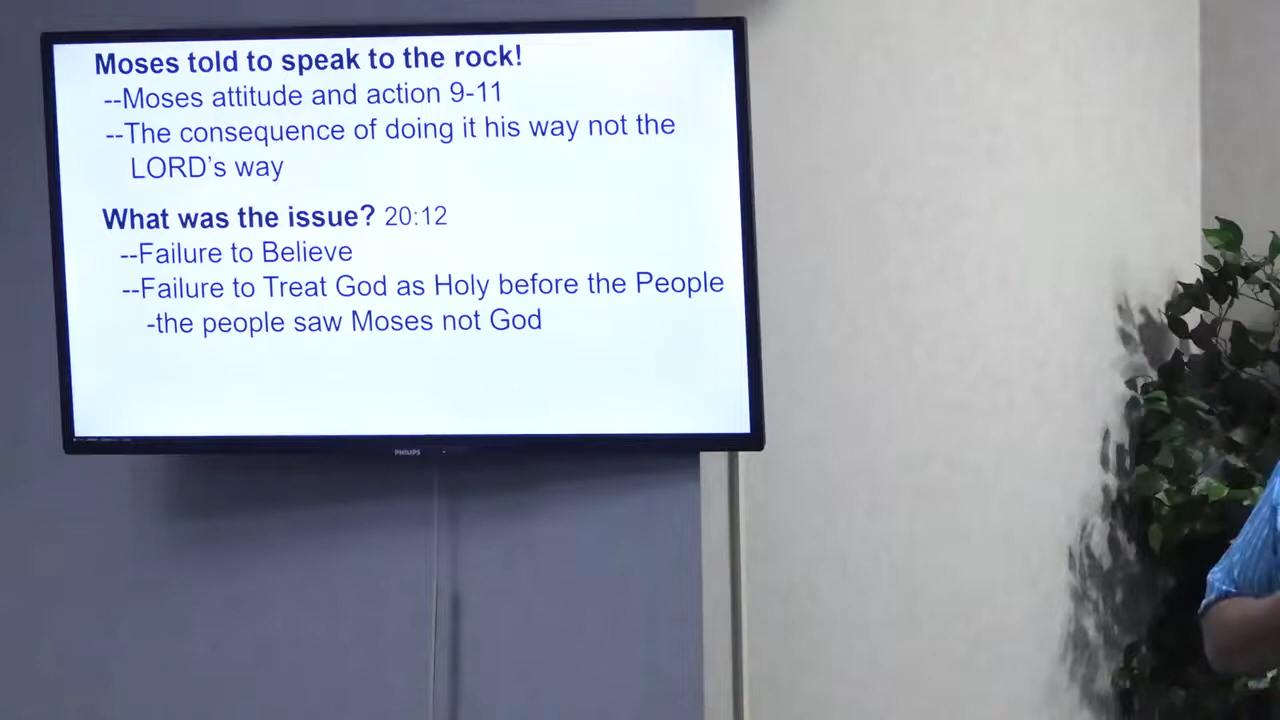 Moses told to speak to the rock!
--Moses attitude and action 9-11
--The consequence of doing it his way not the
LORD's way
What was the issue? 20:12
--Failure to Believe
--Failure to Treat God as Holy before the People
-the people saw Moses not God
PHILIPS